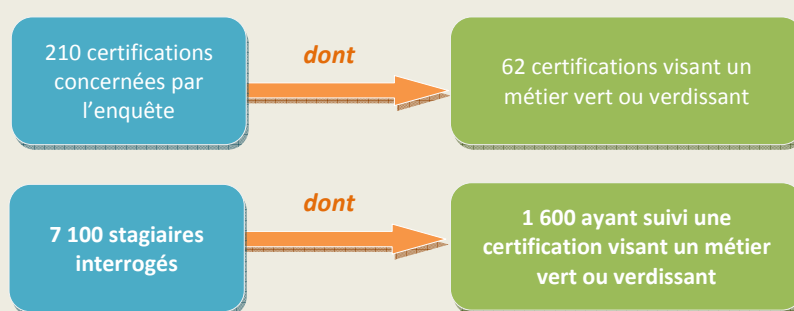 210 certifications
concernées par
l’enquête
dont
62 certifications visant un
métier vert ou verdissant
7 100 stagiaires
interrogés
dont
1 600 ayant suivi une
certification visant un métier
vert ou verdissant